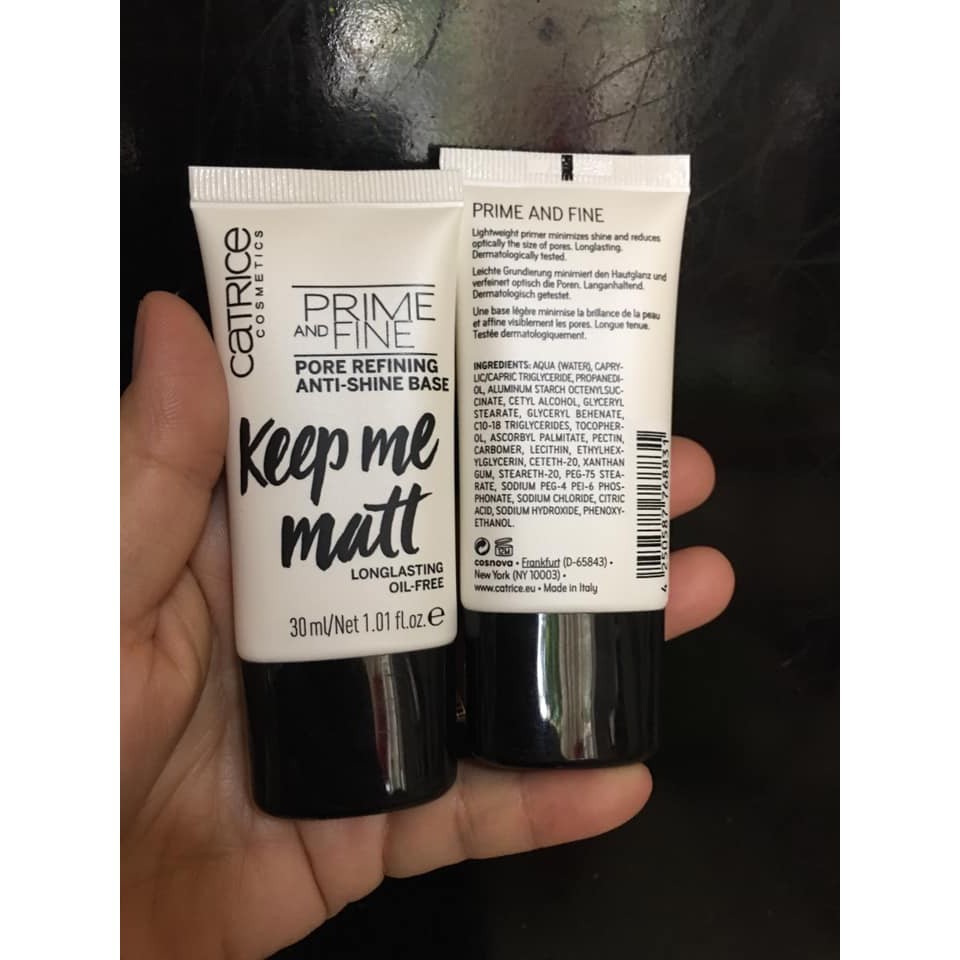 CATRICE
COSMETICS
PRIME
AND FINE
PORE REFINING
ANTI-SHINE BASE
Keep me
matt
LONGLASTING
OIL-FREE
30 ml/Net 1.01 fl.oz. e
PRIME AND FINE
Lightweight primer minimizes shine and reduces
optically the size of pores. Longlasting.
Dermatologically tested.
Leichte Grundierung minimiert den Hautglanz und
verfeinert optisch die Poren. Langanhaltend.
Dermatologisch getestet.
Une base légère minimise la brillance de la peau
et affine visiblement les pores. Longue tenue.
Testée dermatologiquement.
INGREDIENTS: AQUA (WATER), CAPRY-
LIC/CAPRIC TRIGLYCERIDE, PROPANEDI-
OL, ALUMINUM STARCH OCTENYLSUC-
CINATE, CETYL ALCOHOL, GLYCERYL
STEARATE, GLYCERYL BEHENATE,
C10-18 TRIGLYCERIDES, TOCOPHER-
OL, ASCORBYL PALMITATE, PECTIN,
CARBOMER, LECITHIN, ETHYLHEX-
YLGLYCERIN, CETETH-20, XANTHAN
GUM, STEARETH-20, PEG-75 STEA-
RATE, SODIUM PEG-4 PEI-6 PHOS-
PHONATE, SODIUM CHLORIDE, CITRIC
ACID, SODIUM HYDROXIDE, PHENOXY-
ETHANOL.
12M
cosnova • Frankfurt (D-65843) •
New York (NY 10003) •
www.catrice.eu • Made in Italy
4 250587 768831